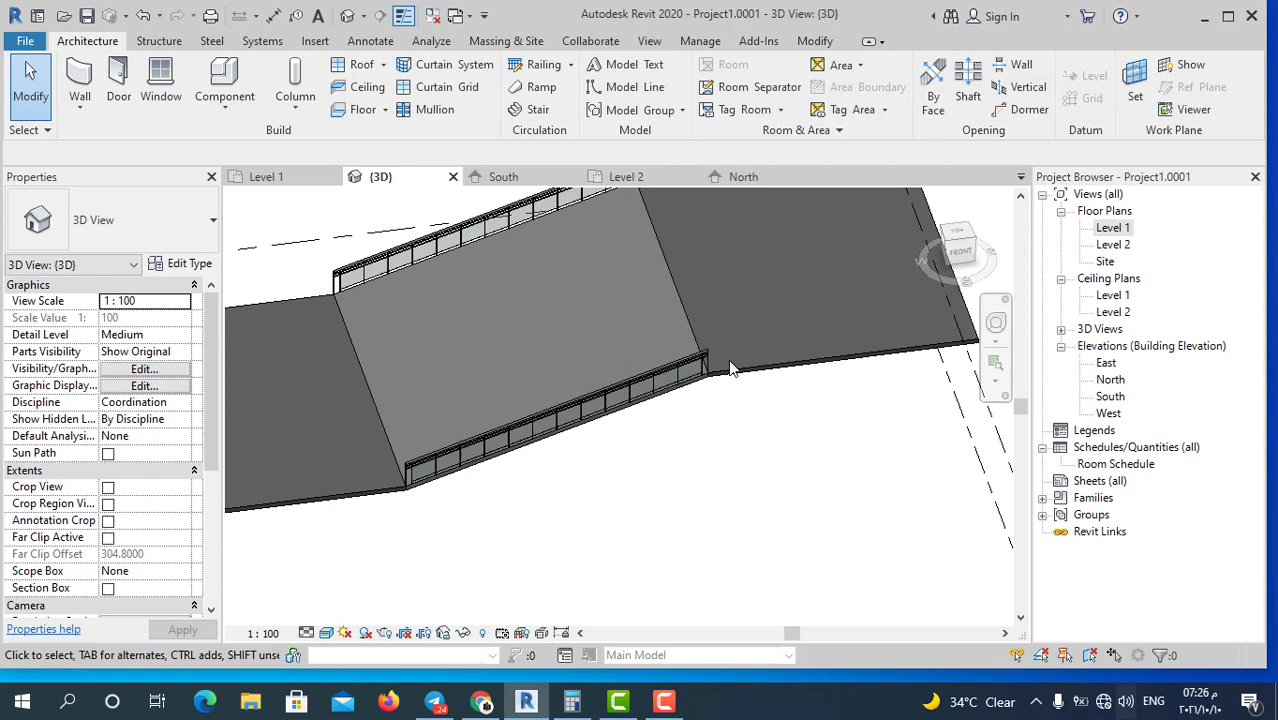 Autodesk Revit 2020 - Project1.0001 - 3D View: {3D}
Sign In
File Architecture Structure Steel Systems Insert Annotate Analyze Massing & Site Collaborate View Manage Add-Ins Modify
Modify Wall Door Window Component Column
Roof Curtain System
Ceiling Curtain Grid
Floor Mullion
Railing
Ramp
Stair
Model Text
Model Line
Model Group
Room
Room Separator
Tag Room
Area
Area Boundary
Tag Area
By Face
Shaft
Wall
Vertical
Dormer
Level
Grid
Set
Show
Ref Plane
Viewer
Select Build Circulation Model Room & Area Opening Datum Work Plane
Properties
Level 1 {3D} South Level 2 North
Project Browser - Project1.0001
3D View
3D View: {3D} Edit Type
Graphics
View Scale 1 : 100
Scale Value 1: 100
Detail Level Medium
Parts Visibility Show Original
Visibility/Graph... Edit...
Graphic Display... Edit...
Discipline Coordination
Show Hidden L... By Discipline
Default Analysi... None
Sun Path
Extents
Crop View
Crop Region Vi...
Annotation Crop
Far Clip Active
Far Clip Offset 304.8000
Scope Box None
Section Box
Camera
Properties help Apply
TOP
FRONT
W
Views (all)
Floor Plans
Level 1
Level 2
Site
Ceiling Plans
Level 1
Level 2
3D Views
Elevations (Building Elevation)
East
North
South
West
Legends
Schedules/Quantities (all)
Room Schedule
Sheets (all)
Families
Groups
Revit Links
1 : 100
Click to select, TAB for alternates, CTRL adds, SHIFT unse :0 Main Model :0
24
34°C Clear
ENG
07:26 م